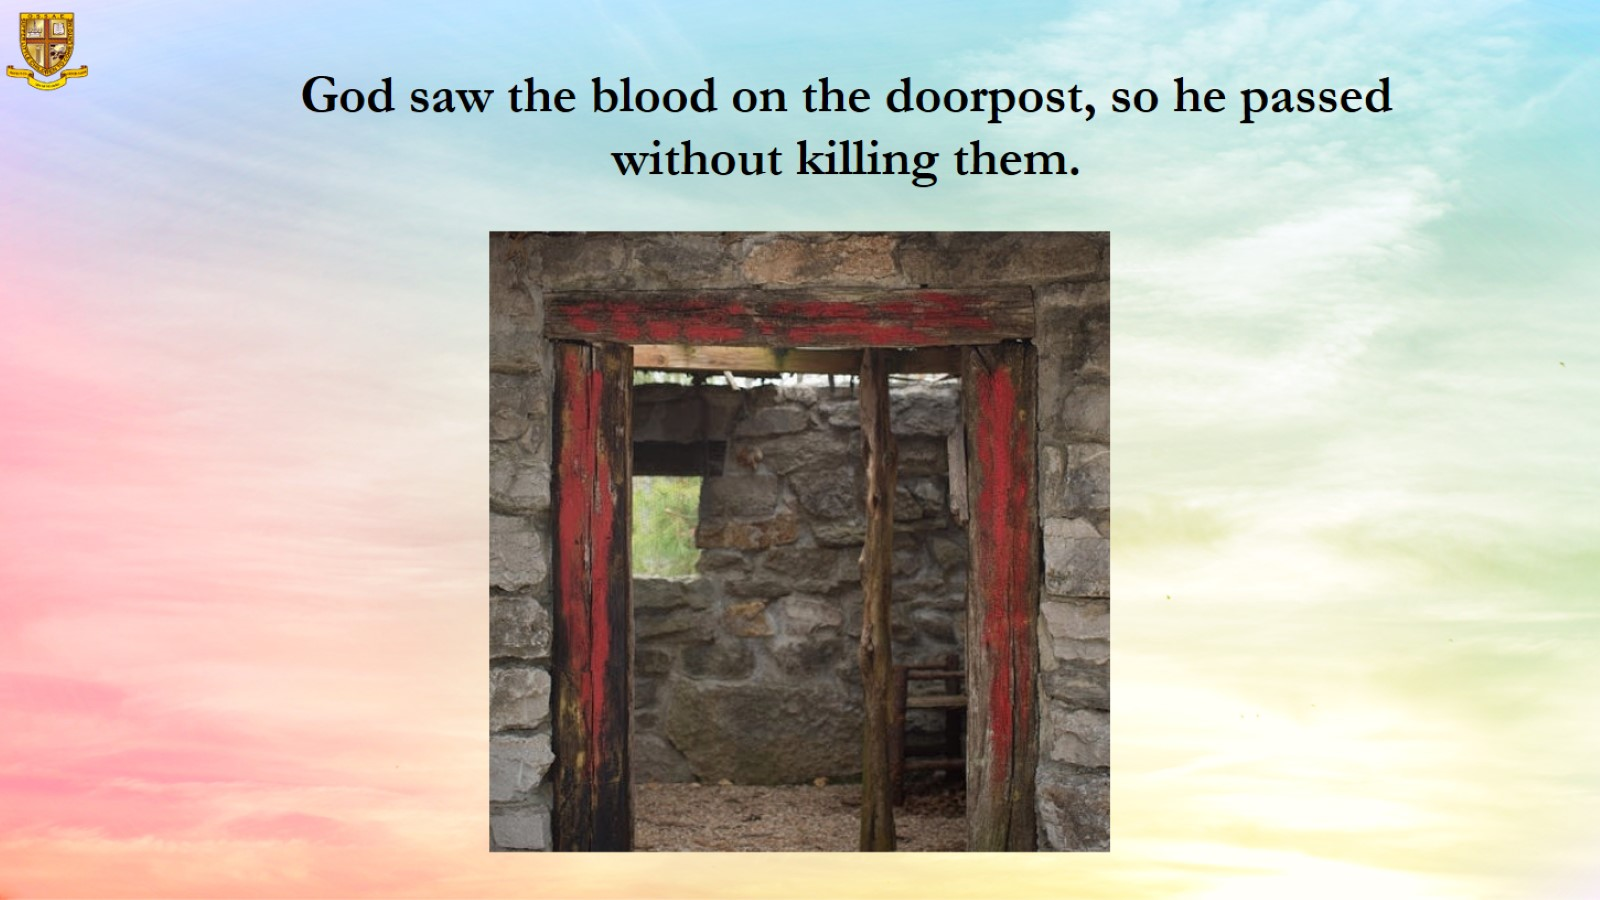 God saw the blood on the doorpost, so he passed
without killing them.